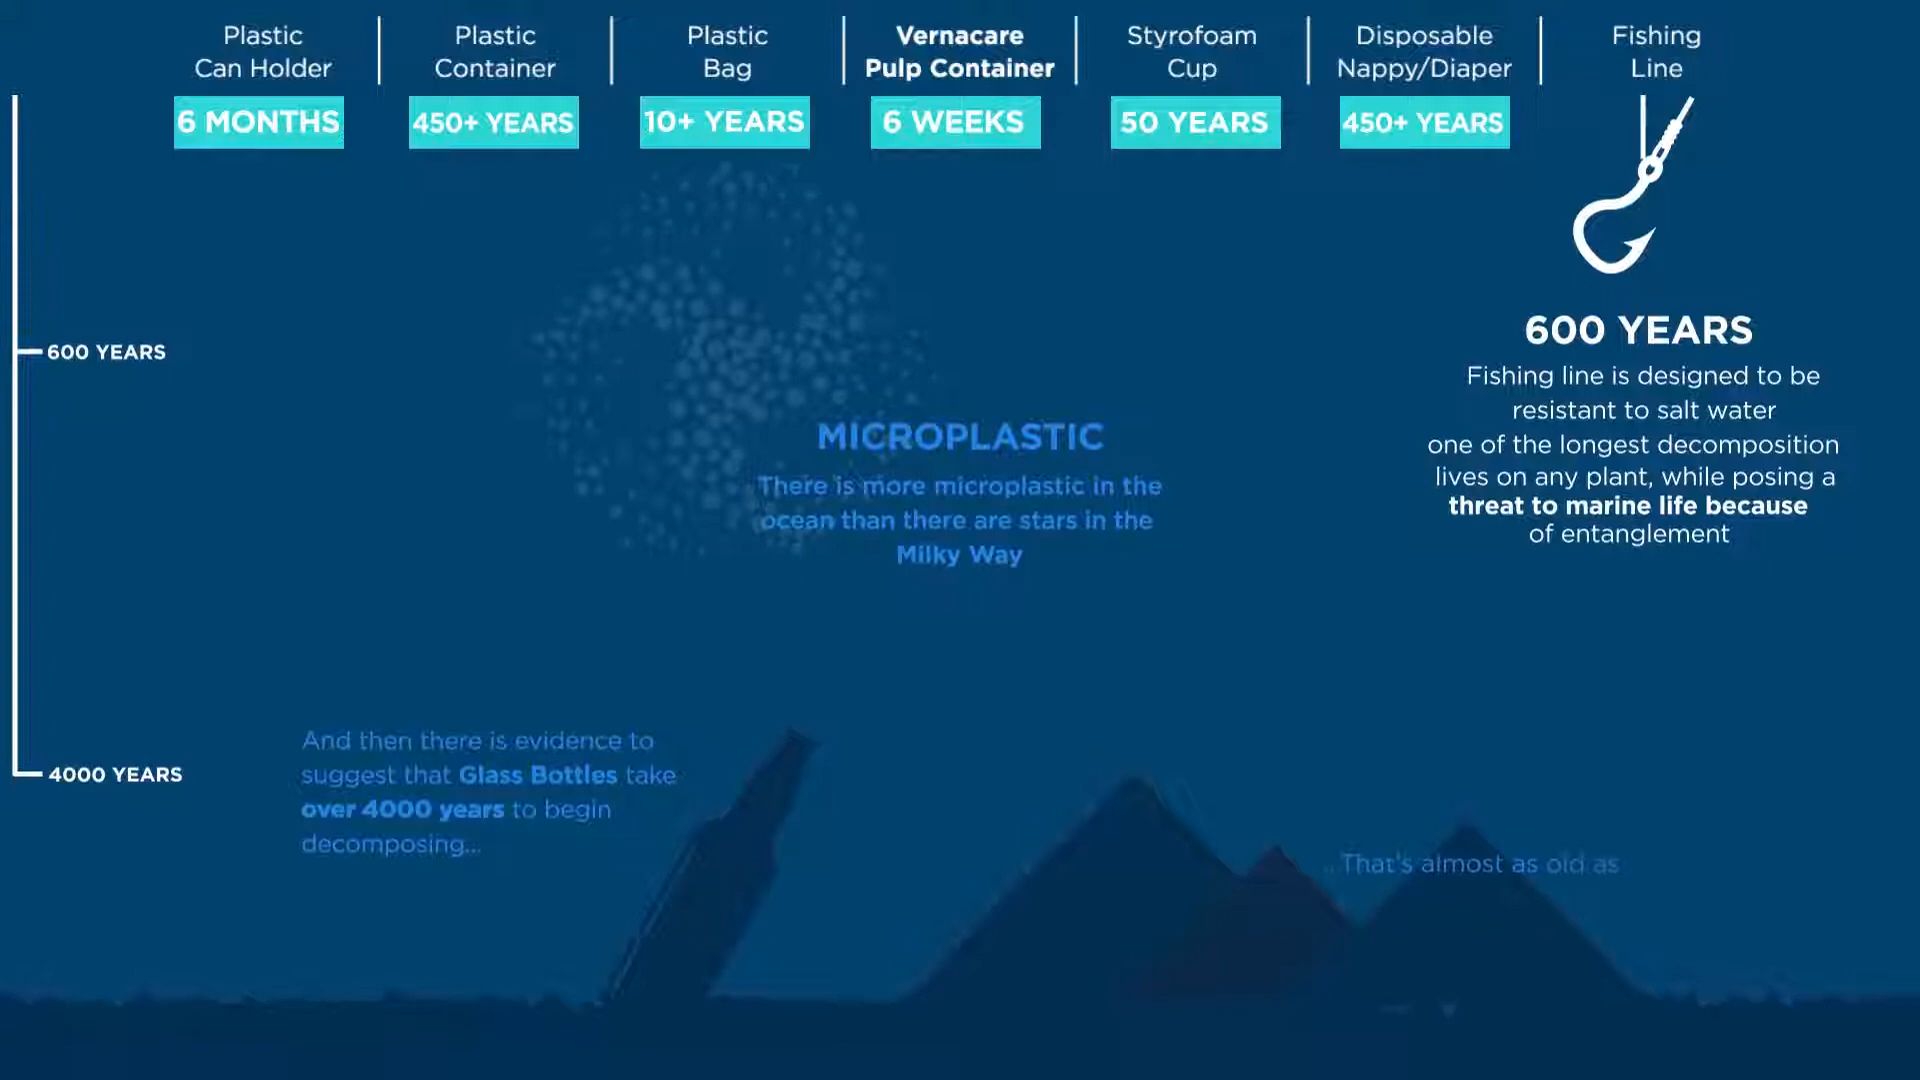 Plastic
Can Holder
Plastic
Container
Plastic
Bag
Vernacare
Pulp Container
Styrofoam
Cup
Disposable
Nappy/Diaper
Fishing
Line
6 MONTHS
450+ YEARS
10+ YEARS
6 WEEKS
50 YEARS
450+ YEARS
600 YEARS
600 YEARS
Fishing line is designed to be
resistant to salt water
one of the longest decomposition
lives on any plant, while posing a
threat to marine life because
of entanglement
MICROPLASTIC
There is more microplastic in the
ocean than there are stars in the
Milky Way
4000 YEARS
And then there is evidence to
suggest that Glass Bottles take
over 4000 years to begin
decomposing...
...That's almost as old as